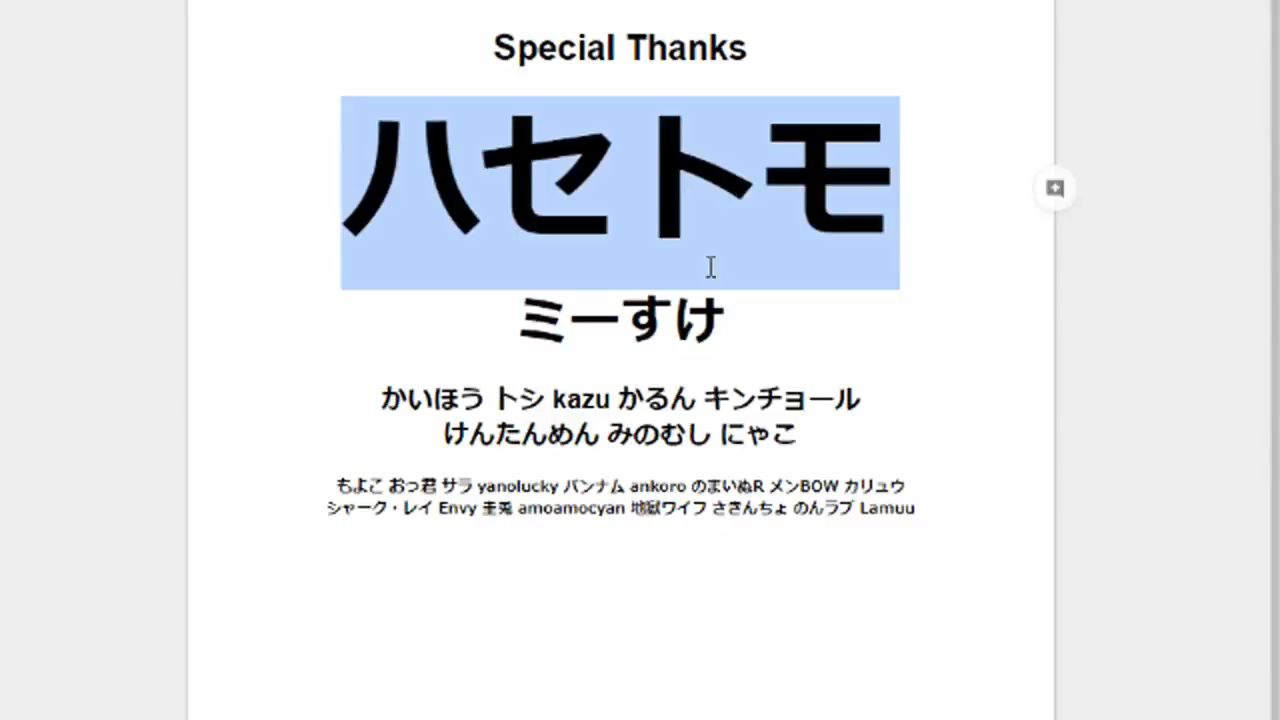 Special Thanks
ハセトモ
ミーすけ
かいほう トシ kazu かるん キンチョール
けんたんめん みのむし にゃこ
もよこ おっ君 サラ yanolucky バンナム ankoro のまいぬR メンBOW カリュウ
シャーク・レイ Envy 圭兎 amoamocyan 地獄ワイフ さきんちょ のんラブ Lamuu